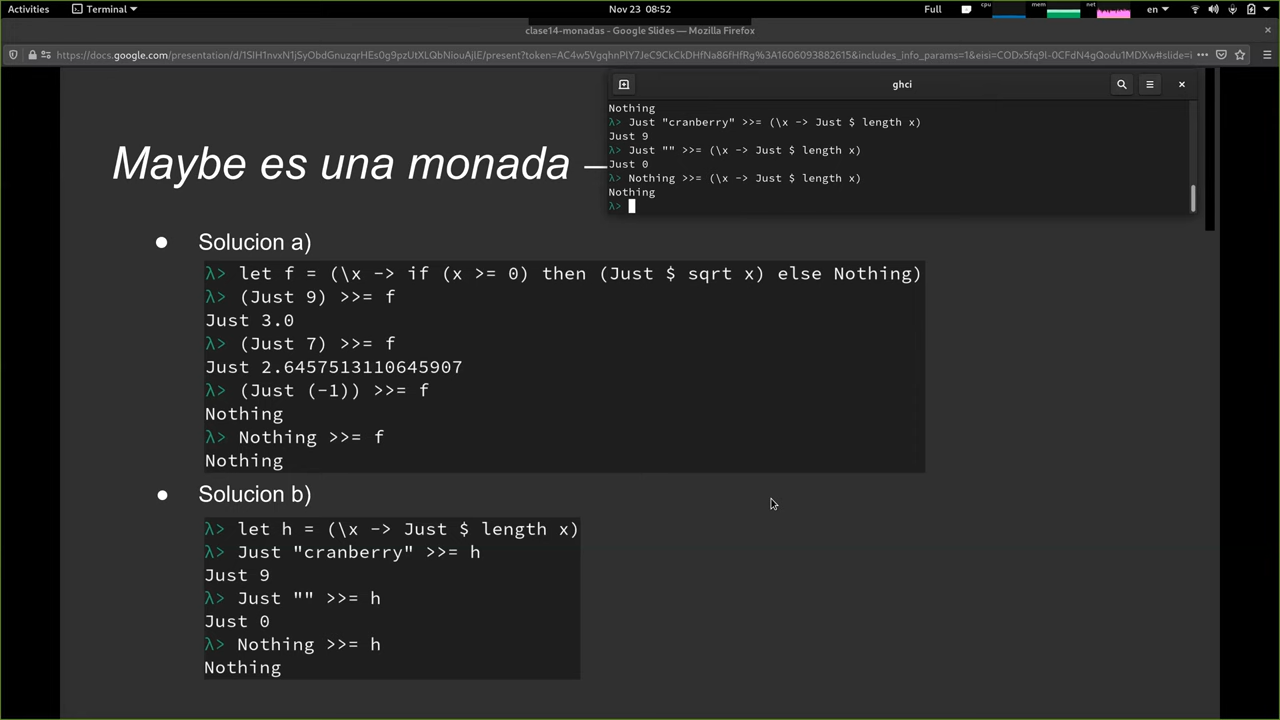 Activities
Terminal
Nov 23 08:52
Full
cpu
mem
net
en
clase14-monadas - Google Slides — Mozilla Firefox
ghci
Nothing
λ> Just "cranberry" >>= (\x -> Just $ length x)
Just 9
λ> Just "" >>= (\x -> Just $ length x)
Just 0
λ> Nothing >>= (\x -> Just $ length x)
Nothing
λ>
Maybe es una monada —
● Solucion a)
λ> let f = (\x -> if (x >= 0) then (Just $ sqrt x) else Nothing)
λ> (Just 9) >>= f
Just 3.0
λ> (Just 7) >>= f
Just 2.6457513110645907
λ> (Just (-1)) >>= f
Nothing
λ> Nothing >>= f
Nothing
● Solucion b)
λ> let h = (\x -> Just $ length x)
λ> Just "cranberry" >>= h
Just 9
λ> Just "" >>= h
Just 0
λ> Nothing >>= h
Nothing